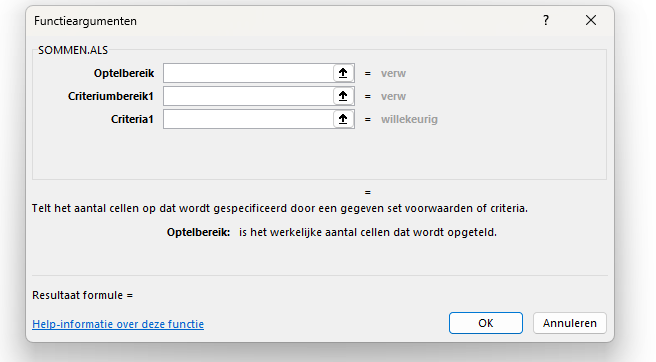 Functieargumenten ?
SOMMEN.ALS
Optelbereik = verw
Criteriumbereik1 = verw
Criteria1 = willekeurig
=
Telt het aantal cellen op dat wordt gespecificeerd door een gegeven set voorwaarden of criteria.
Optelbereik: is het werkelijke aantal cellen dat wordt opgeteld.
Resultaat formule =
Help-informatie over deze functie OK Annuleren